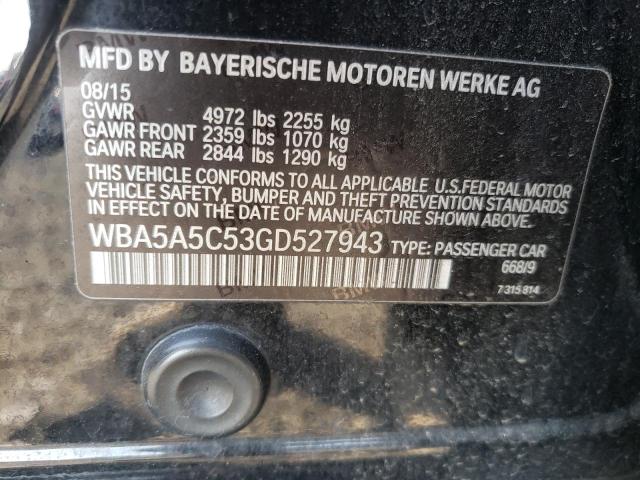 MFD BY BAYERISCHE MOTOREN WERKE AG
08/15
GVWR 4972 lbs 2255 kg
GAWR FRONT 2359 lbs 1070 kg
GAWR REAR 2844 lbs 1290 kg
THIS VEHICLE CONFORMS TO ALL APPLICABLE U.S.FEDERAL MOTOR
VEHICLE SAFETY, BUMPER, AND THEFT PREVENTION STANDARDS
IN EFFECT ON THE DATE OF MANUFACTURE SHOWN ABOVE.
WBA5A5C53GD527943 TYPE: PASSENGER CAR
668/9
7 315 814